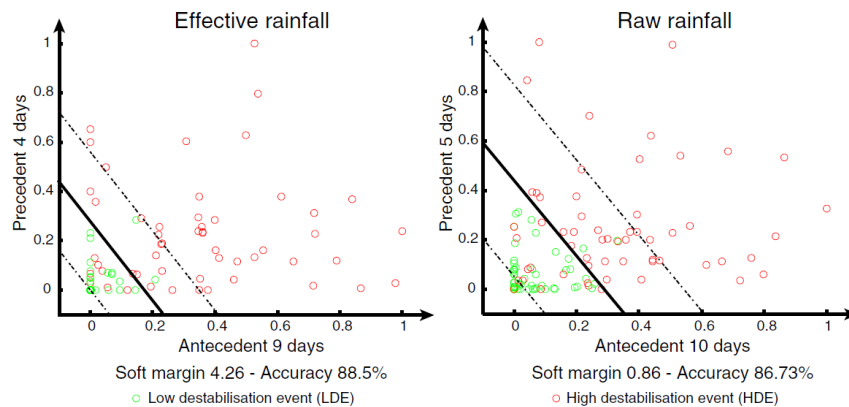 Effective rainfall
Precedent 4 days
1
0.8
0.6
0.4
0.2
0
0 0.2 0.4 0.6 0.8 1
Antecedent 9 days
Soft margin 4.26 - Accuracy 88.5%
Low destabilisation event (LDE)
Raw rainfall
Precedent 5 days
1
0.8
0.6
0.4
0.2
0
0 0.2 0.4 0.6 0.8 1
Antecedent 10 days
Soft margin 0.86 - Accuracy 86.73%
High destabilisation event (HDE)